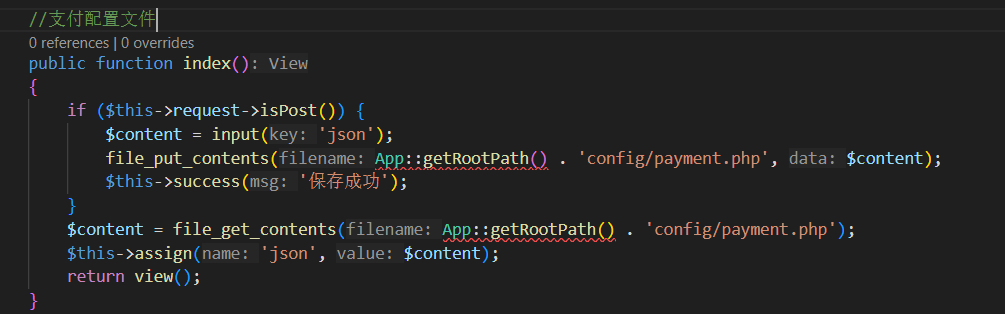 //支付配置文件
0 references | 0 overrides
public function index(): View
{
if ($this->request->isPost()) {
$content = input(key: 'json');
file_put_contents(filename: App::getRootPath() . 'config/payment.php', data: $content);
$this->success(msg: '保存成功');
}
$content = file_get_contents(filename: App::getRootPath() . 'config/payment.php');
$this->assign(name: 'json', value: $content);
return view();
}